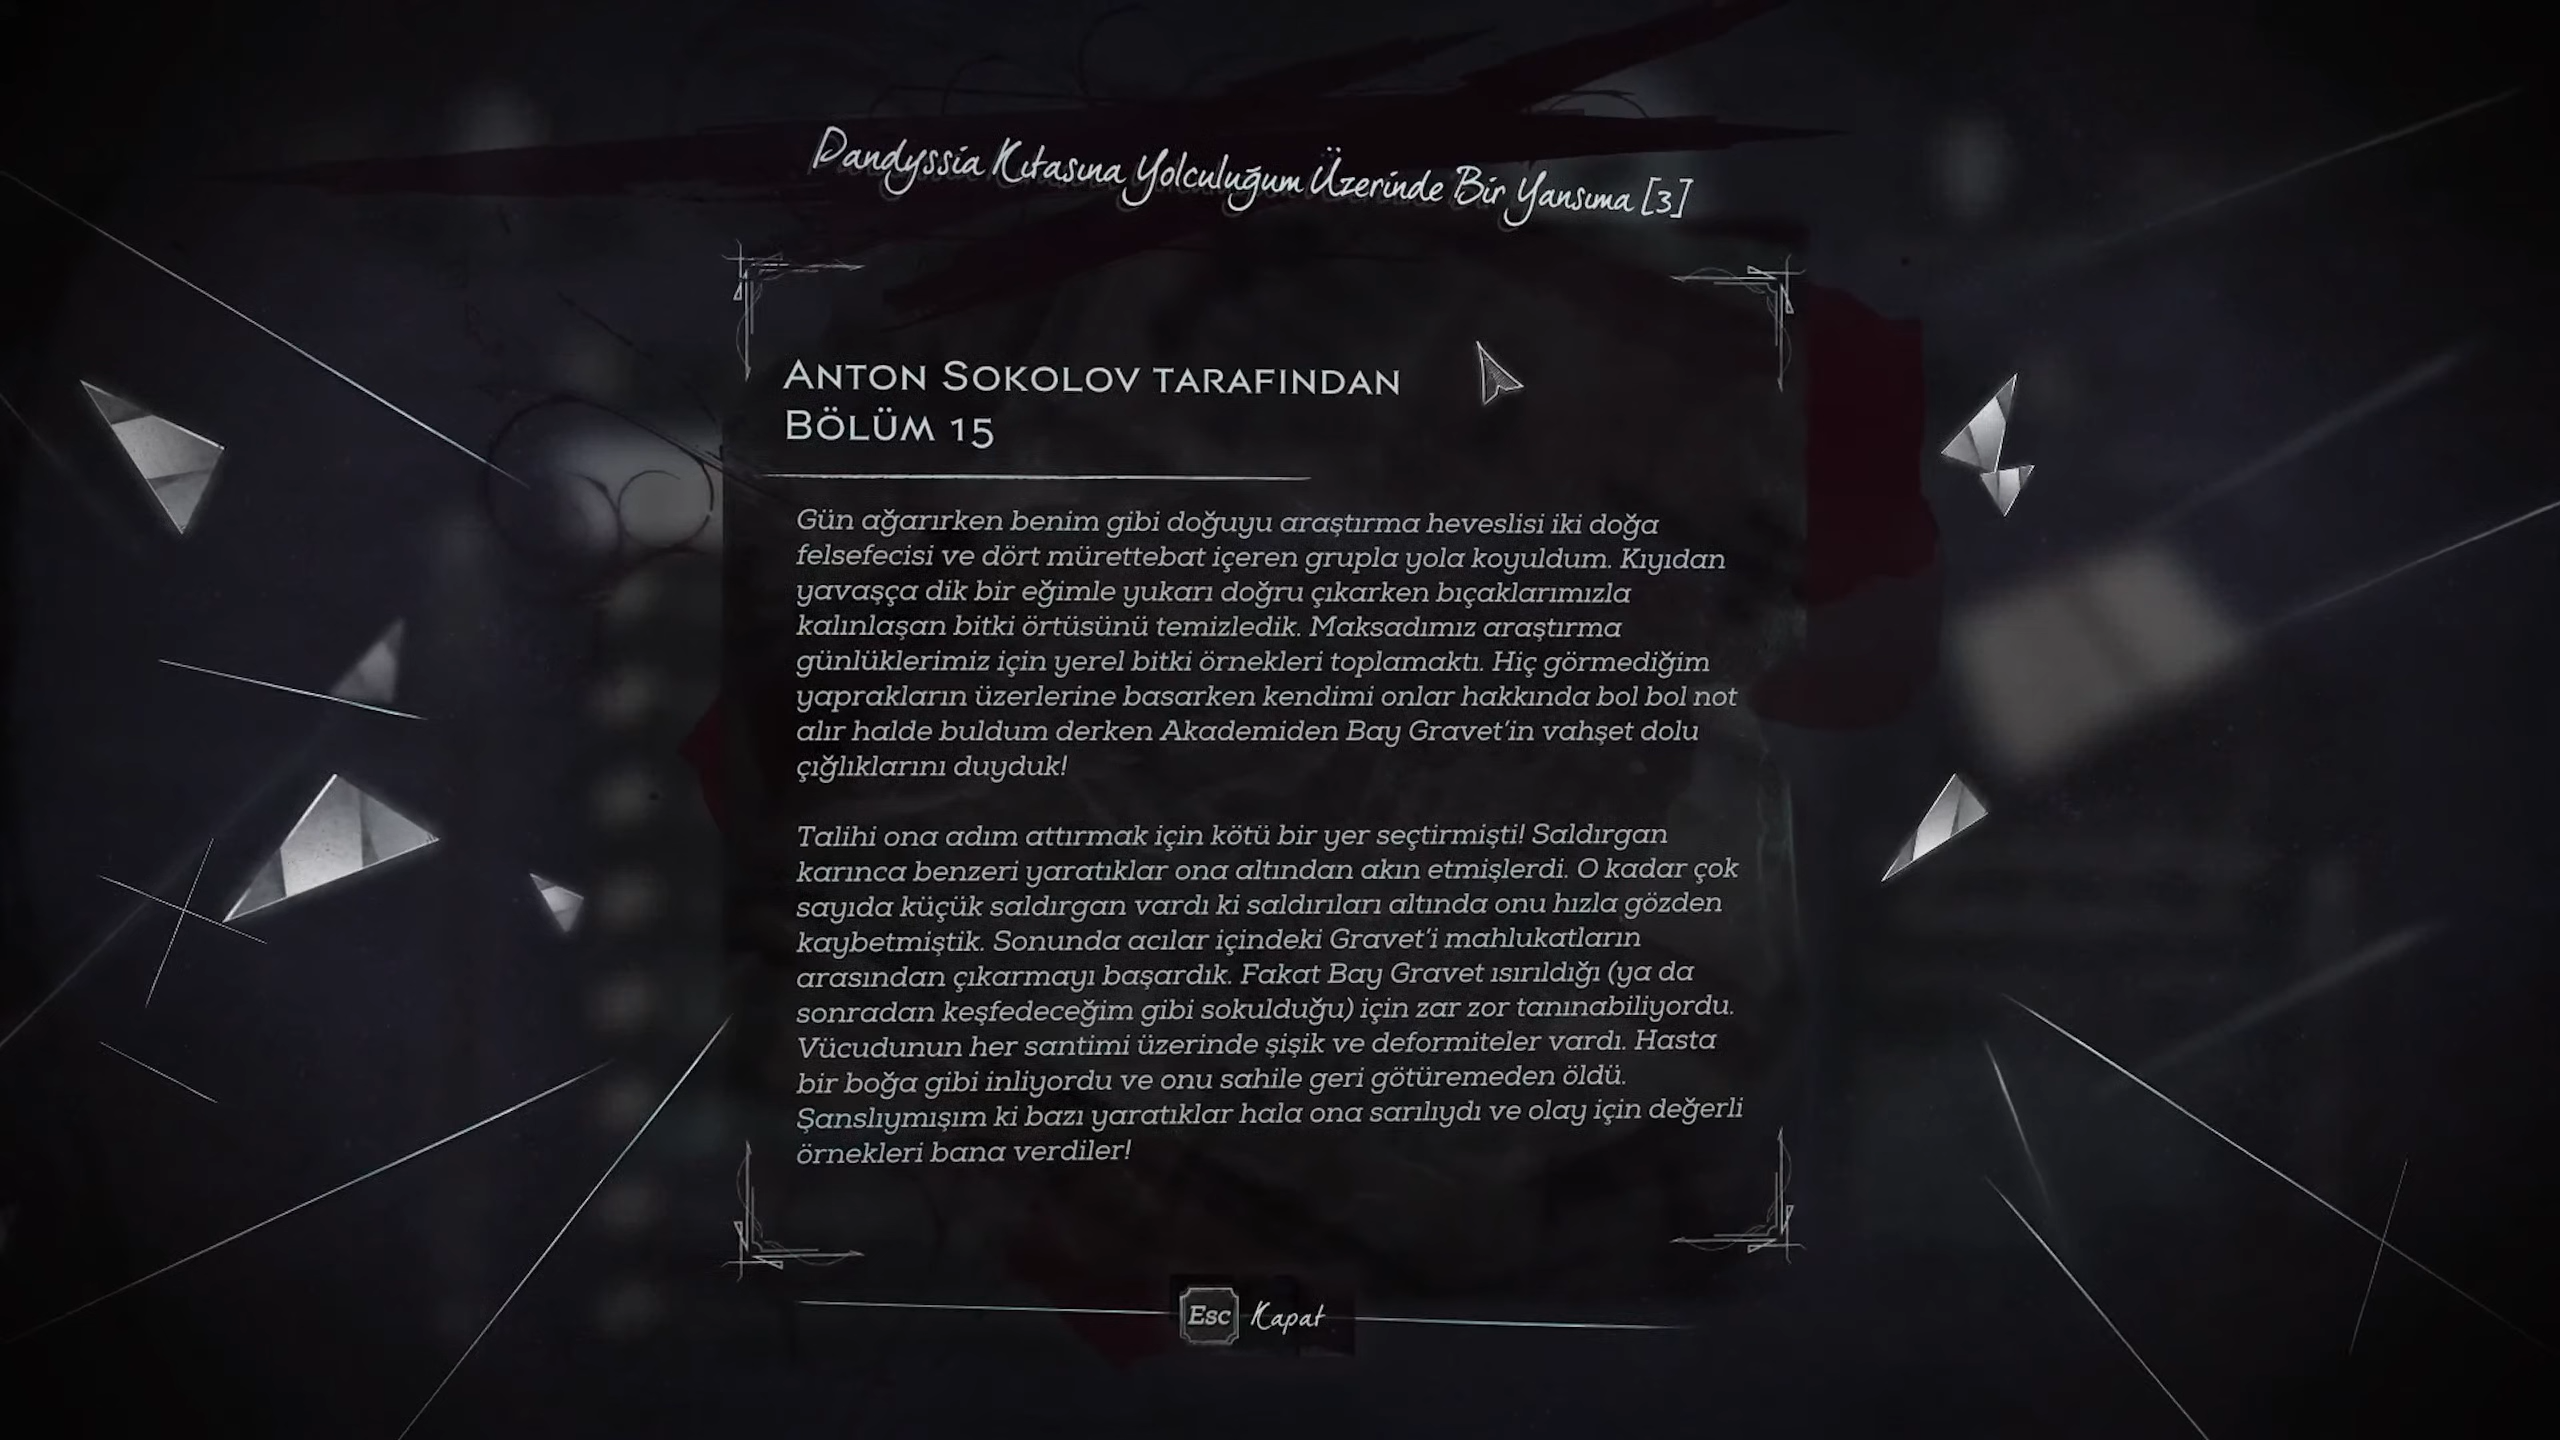 Pandyssia Kıtasına Yolculuğum Üzerinde Bir Yansıma [3]
Anton Sokolov tarafından
Bölüm 15
Gün ağarırken benim gibi doğuyu araştırma heveslisi iki doğa
felsefecisi ve dört mürettebat içeren grupla yola koyuldum. Kıyıdan
yavaşça dik bir eğimle yukarı doğru çıkarken bıçaklarımızla
kalınlaşan bitki örtüsünü temizledik. Maksadımız araştırma
günlüklerimiz için yerel bitki örnekleri toplamaktı. Hiç görmediğim
yaprakların üzerlerine basarken kendimi onlar hakkında bol bol not
alır halde buldum derken Akademiden Bay Gravet'in vahşet dolu
çığlıklarını duyduk!
Talihi ona adım attırmak için kötü bir yer seçtirmişti! Saldırgan
karınca benzeri yaratıklar ona altından akın etmişlerdi. O kadar çok
sayıda küçük saldırgan vardı ki saldırıları altında onu hızla gözden
kaybetmiştik. Sonunda acılar içindeki Gravet'i mahlukatların
arasından çıkarmayı başardık. Fakat Bay Gravet ısırıldığı (ya da
sonradan keşfedeceğim gibi sokulduğu) için zar zor tanınabiliyordu.
Vücudunun her santimi üzerinde şişik ve deformiteler vardı. Hasta
bir boğa gibi inliyordu ve onu sahile geri götüremeden öldü.
Şanslıymışım ki bazı yaratıklar hala ona sarılıydı ve olay için değerli
örnekleri bana verdiler!
Esc Kapat